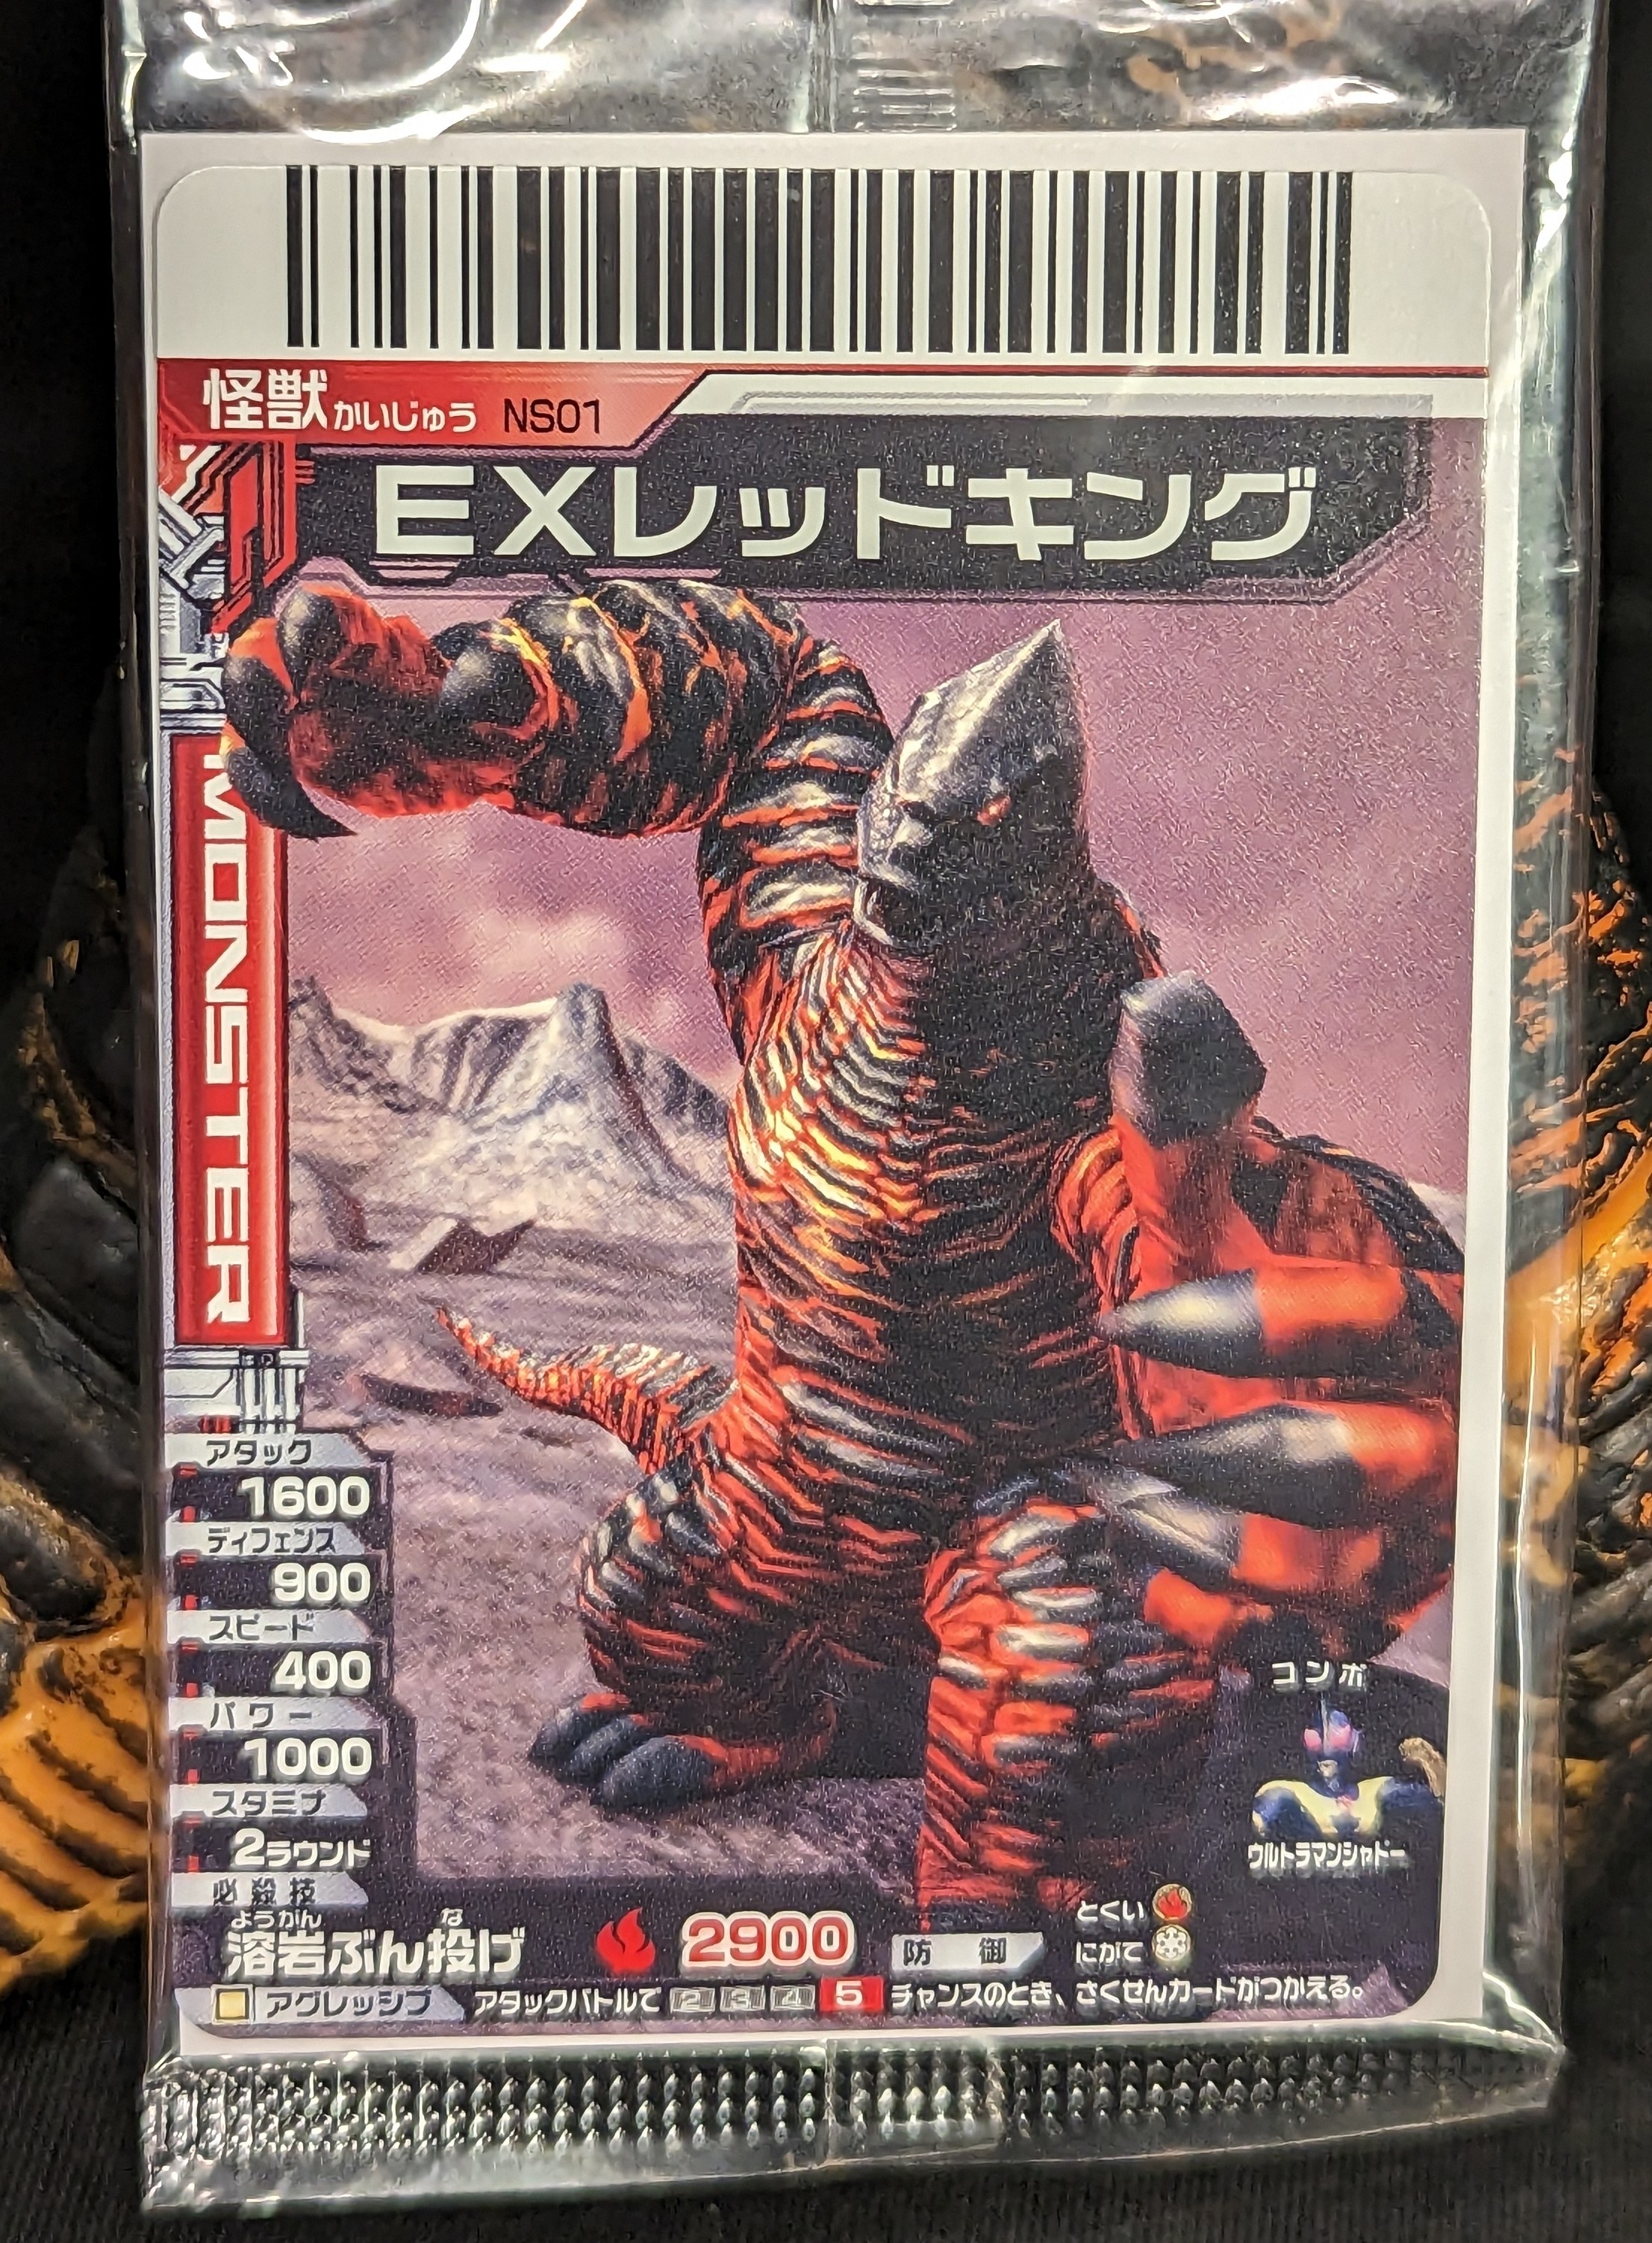 怪獣 かいじゅう NS01
EXレッドキング
MONSTER
アタック
1600
ディフェンス
900
スピード
400
パワー
1000
スタミナ
2ラウンド
必殺技
ようがん な
溶岩ぶん投げ 2900 防御
とくい
にがて
コンボ
ウルトラマンシャドー
アグレッシブ アタックバトルで 2 3 4 5 チャンスのとき、さくせんカードがつかえる。